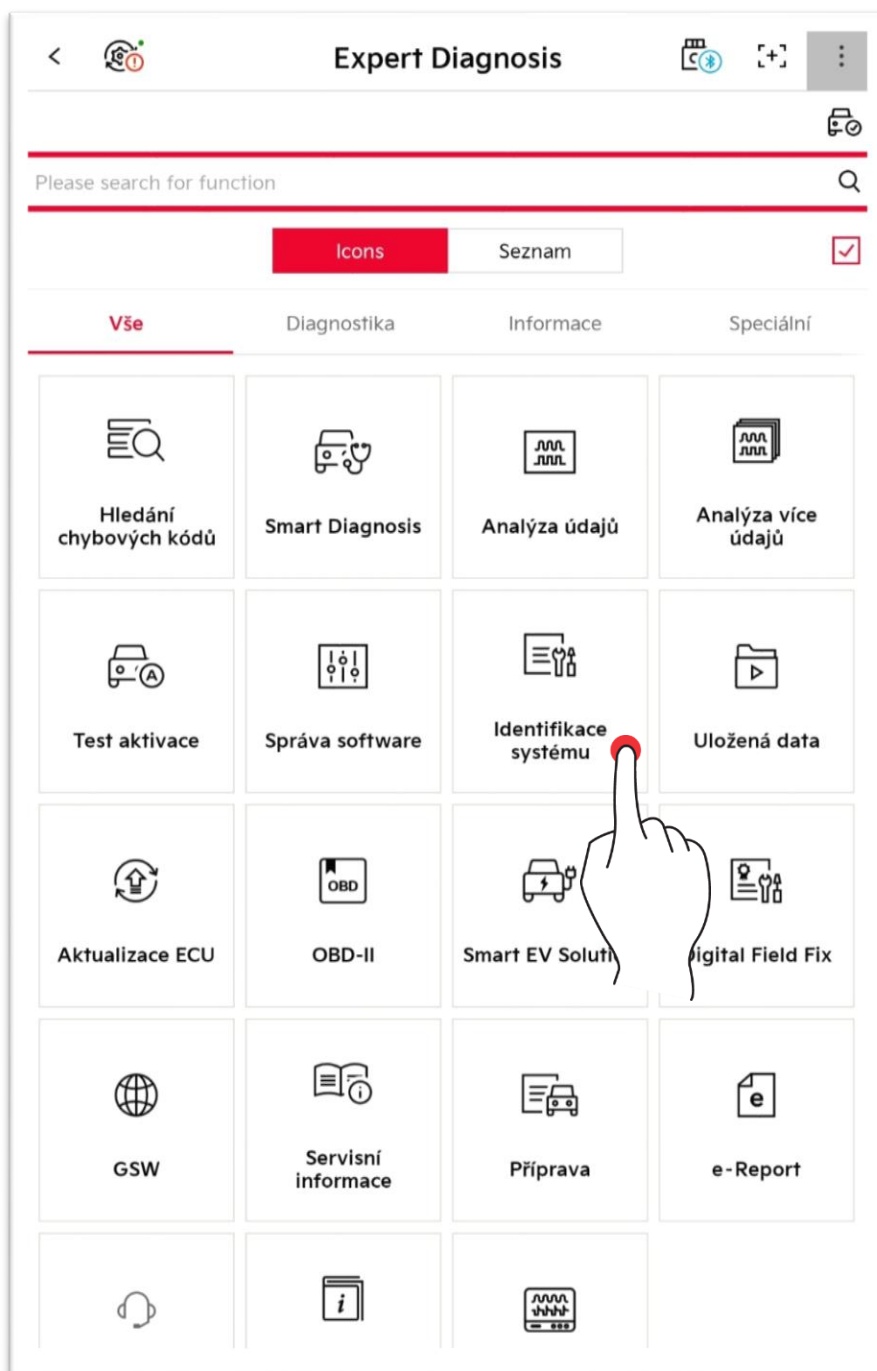 Expert Diagnosis
Please search for function
Icons
Seznam
Vše
Diagnostika
Informace
Speciální
Hledání
chybových kódů
Smart Diagnosis
Analýza údajů
Analýza více
údajů
Test aktivace
Správa software
Identifikace
systému
Uložená data
Aktualizace ECU
OBD
OBD-II
Smart EV Soluti
Digital Field Fix
GSW
Servisní
informace
Příprava
e
e-Report
i